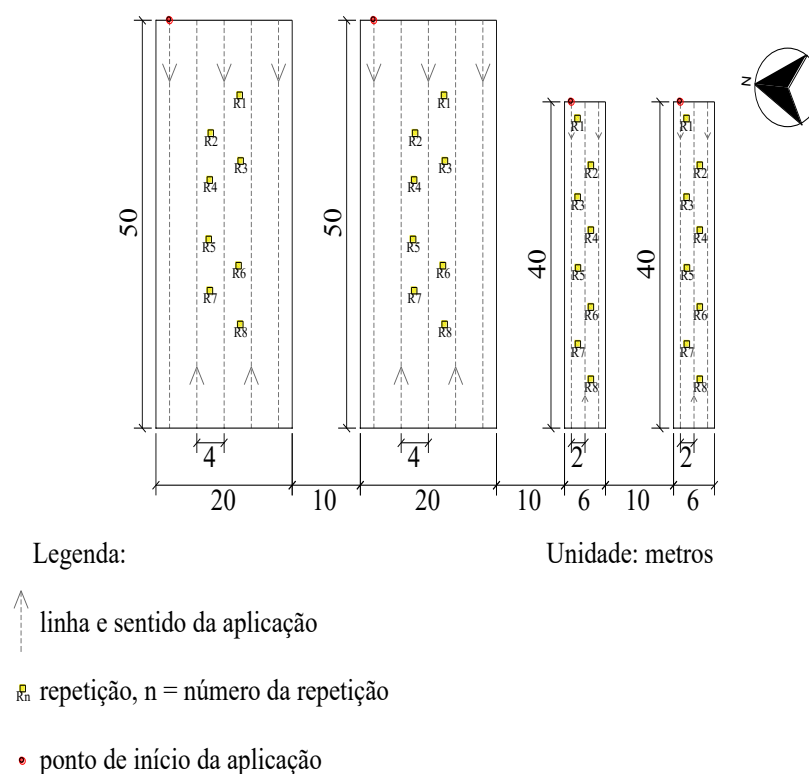 N
R1
R2
R3
R4
R5
R6
R7
R8
50
4
R1
R2
R3
R4
R5
R6
R7
R8
50
4
R1
R2
R3
R4
R5
R6
R7
R8
40
2
R1
R2
R3
R4
R5
R6
R7
R8
40
2
20 10 20 10 6 10 6
Legenda: Unidade: metros
linha e sentido da aplicação
Rn repetição, n = número da repetição
ponto de início da aplicação